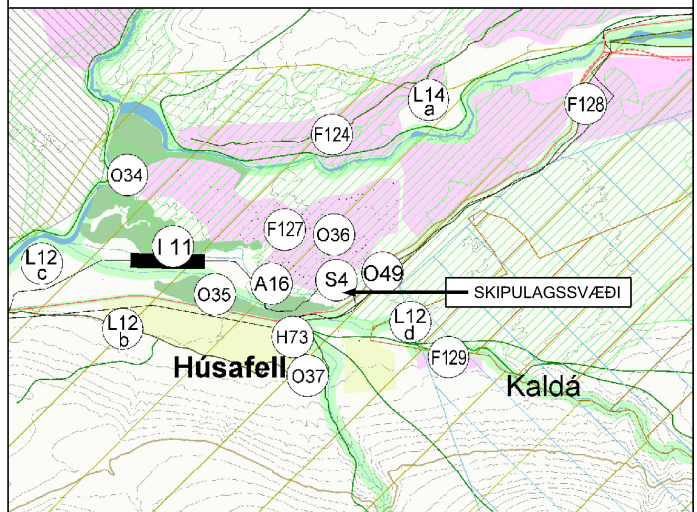 L14
a
F128
F124
O34
F127
O36
I 11
L12
c
O49
A16
S4
O35
SKIPULAGSSVÆÐI
L12
b
L12
d
H73
F129
Húsafell
O37
Kaldá